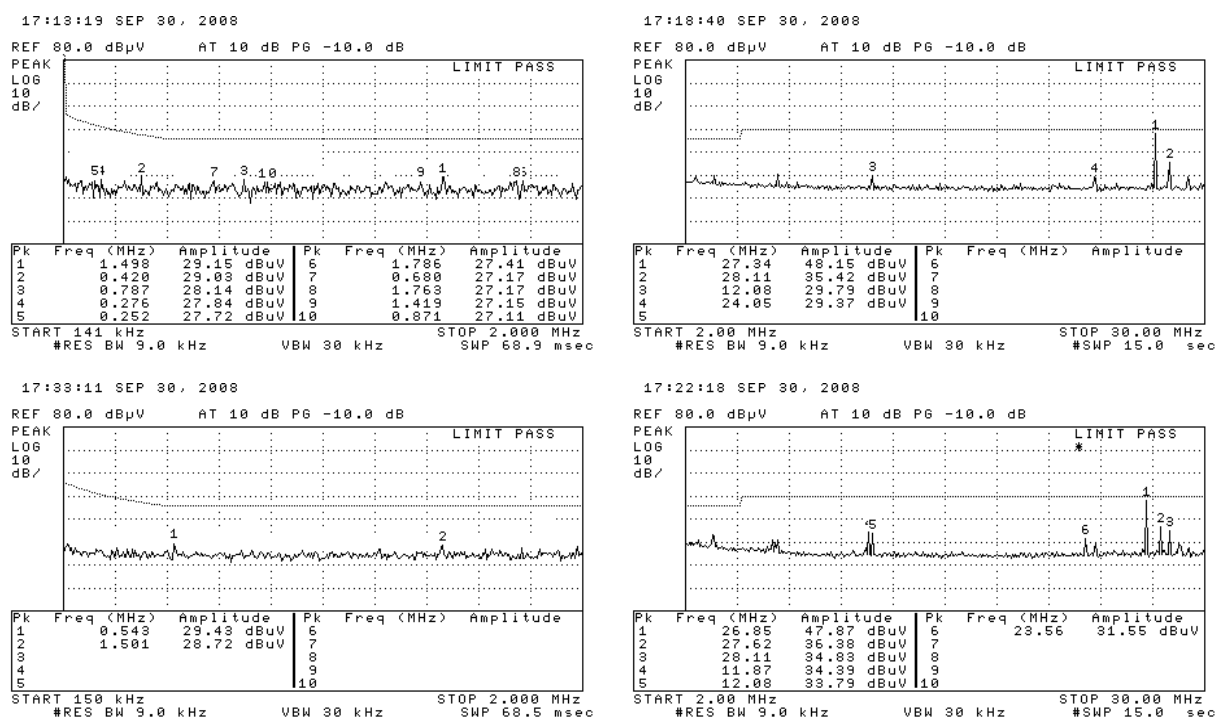 17:13:19 SEP 30, 2008
REF 80.0 dBµV AT 10 dB PG -10.0 dB
PEAK
LOG
10
dB/
LIMIT PASS
2 7 3 10 9 1
Pk Freq (MHz) Amplitude Pk Freq (MHz) Amplitude
1 1.498 29.15 dBuV 6 1.786 27.41 dBuV
2 0.420 29.03 dBuV 7 0.680 27.17 dBuV
3 0.787 28.14 dBuV 8 1.763 27.17 dBuV
4 0.276 27.84 dBuV 9 1.419 27.15 dBuV
5 0.252 27.72 dBuV 10 0.871 27.11 dBuV
START 141 kHz STOP 2.000 MHz
#RES BW 9.0 kHz VBW 30 kHz SWP 68.9 msec
17:18:40 SEP 30, 2008
REF 80.0 dBµV AT 10 dB PG -10.0 dB
PEAK
LOG
10
dB/
LIMIT PASS
1
3 4 2
Pk Freq (MHz) Amplitude Pk Freq (MHz) Amplitude
1 27.34 48.15 dBuV 6
2 28.11 35.42 dBuV 7
3 12.08 29.79 dBuV 8
4 24.05 29.37 dBuV 9
10
START 2.00 MHz STOP 30.00 MHz
#RES BW 9.0 kHz VBW 30 kHz #SWP 15.0 sec
17:33:11 SEP 30, 2008
REF 80.0 dBµV AT 10 dB PG -10.0 dB
PEAK
LOG
10
dB/
LIMIT PASS
1 2
Pk Freq (MHz) Amplitude Pk Freq (MHz) Amplitude
1 0.543 29.43 dBuV 6
2 1.501 28.72 dBuV 7
3 8
4 9
5 10
START 150 kHz STOP 2.000 MHz
#RES BW 9.0 kHz VBW 30 kHz SWP 68.5 msec
17:22:18 SEP 30, 2008
REF 80.0 dBµV AT 10 dB PG -10.0 dB
PEAK
LOG
10
dB/
LIMIT PASS
*
1
5 6 2 3
Pk Freq (MHz) Amplitude Pk Freq (MHz) Amplitude
1 26.85 47.87 dBuV 6 23.56 31.55 dBuV
2 27.62 36.38 dBuV 7
3 28.11 34.83 dBuV 8
4 11.87 34.39 dBuV 9
5 12.08 33.79 dBuV 10
START 2.00 MHz STOP 30.00 MHz
#RES BW 9.0 kHz VBW 30 kHz #SWP 15.0 sec